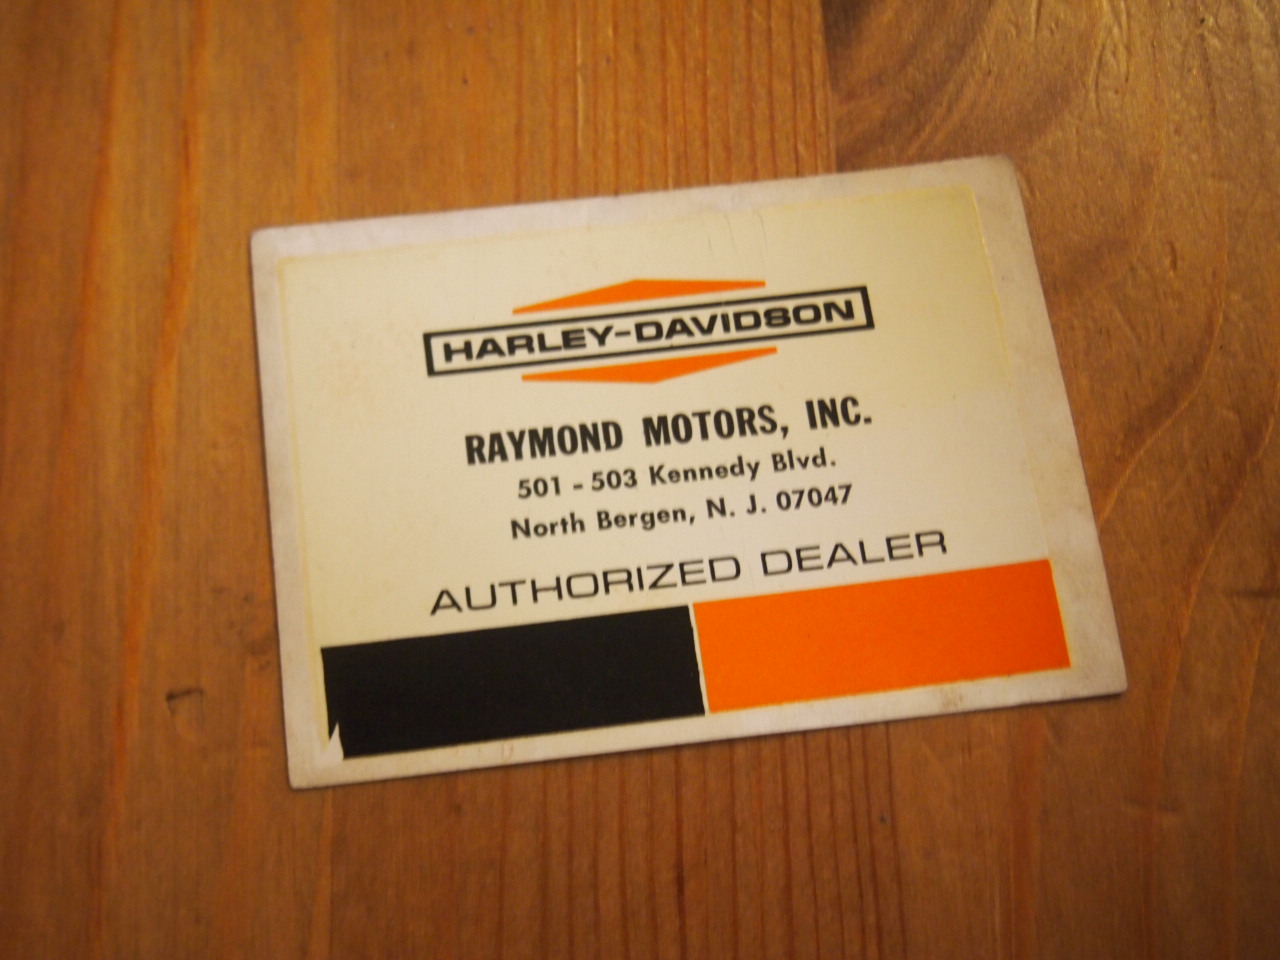 HARLEY-DAVIDSON
RAYMOND MOTORS, INC.
501 - 503 Kennedy Blvd.
North Bergen, N. J. 07047
AUTHORIZED DEALER